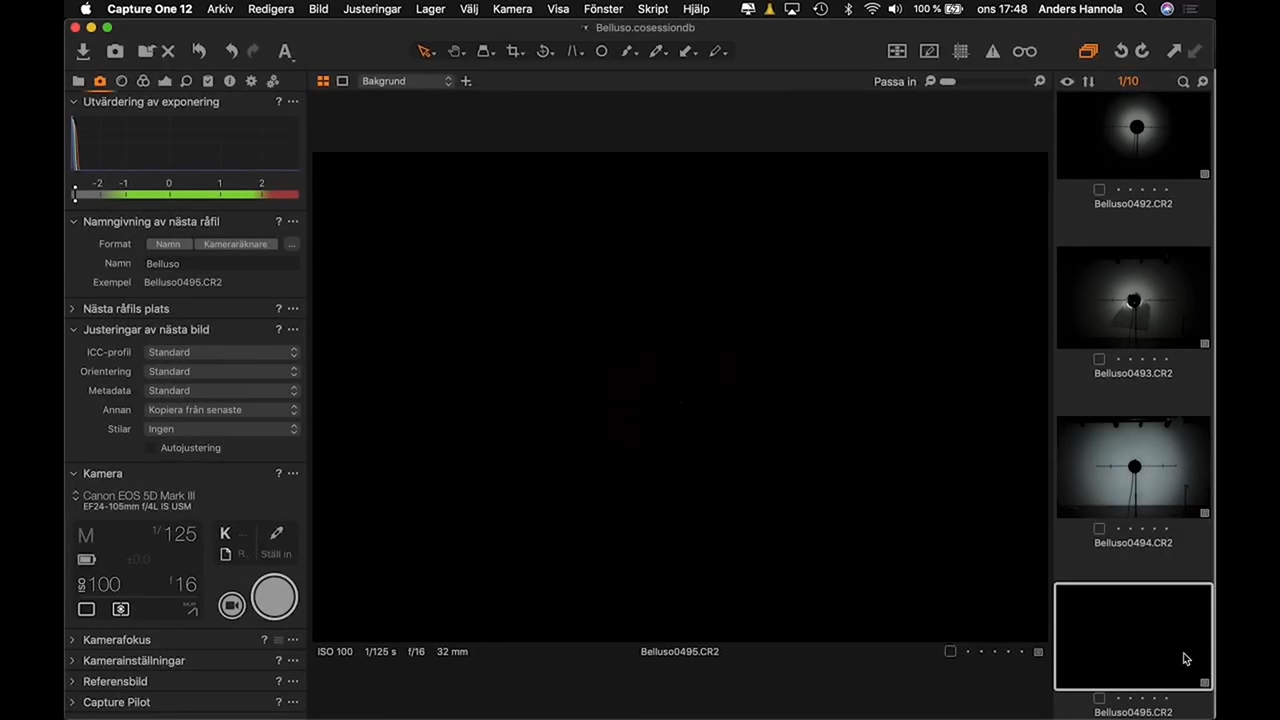 Capture One 12 Arkiv Redigera Bild Justeringar Lager Välj Kamera Visa Fönster Skript Hjälp 100 % ons 17:48 Anders Hannola
Belluso.cosessiondb
A
Bakgrund
Passa in
1/10
Utvärdering av exponering ? ...
-2 -1 0 1 2
Namngivning av nästa råfil ? ...
Format Namn Kameraräknare ...
Namn Belluso
Exempel Belluso0495.CR2
Nästa råfils plats ? ...
Justeringar av nästa bild ? ...
ICC-profil Standard
Orientering Standard
Metadata Standard
Annan Kopiera från senaste
Stilar Ingen
Autojustering
Kamera ? ...
Canon EOS 5D Mark III
EF24-105mm f/4L IS USM
M 1/125 K ...
±0.0 R... Ställ in
ISO 100 f 16
Kamerafokus ? ...
Kamerainställningar ? ...
Referensbild ? ...
Capture Pilot ? ...
ISO 100 1/125 s f/16 32 mm Belluso0495.CR2
Belluso0492.CR2
Belluso0493.CR2
Belluso0494.CR2
Belluso0495.CR2